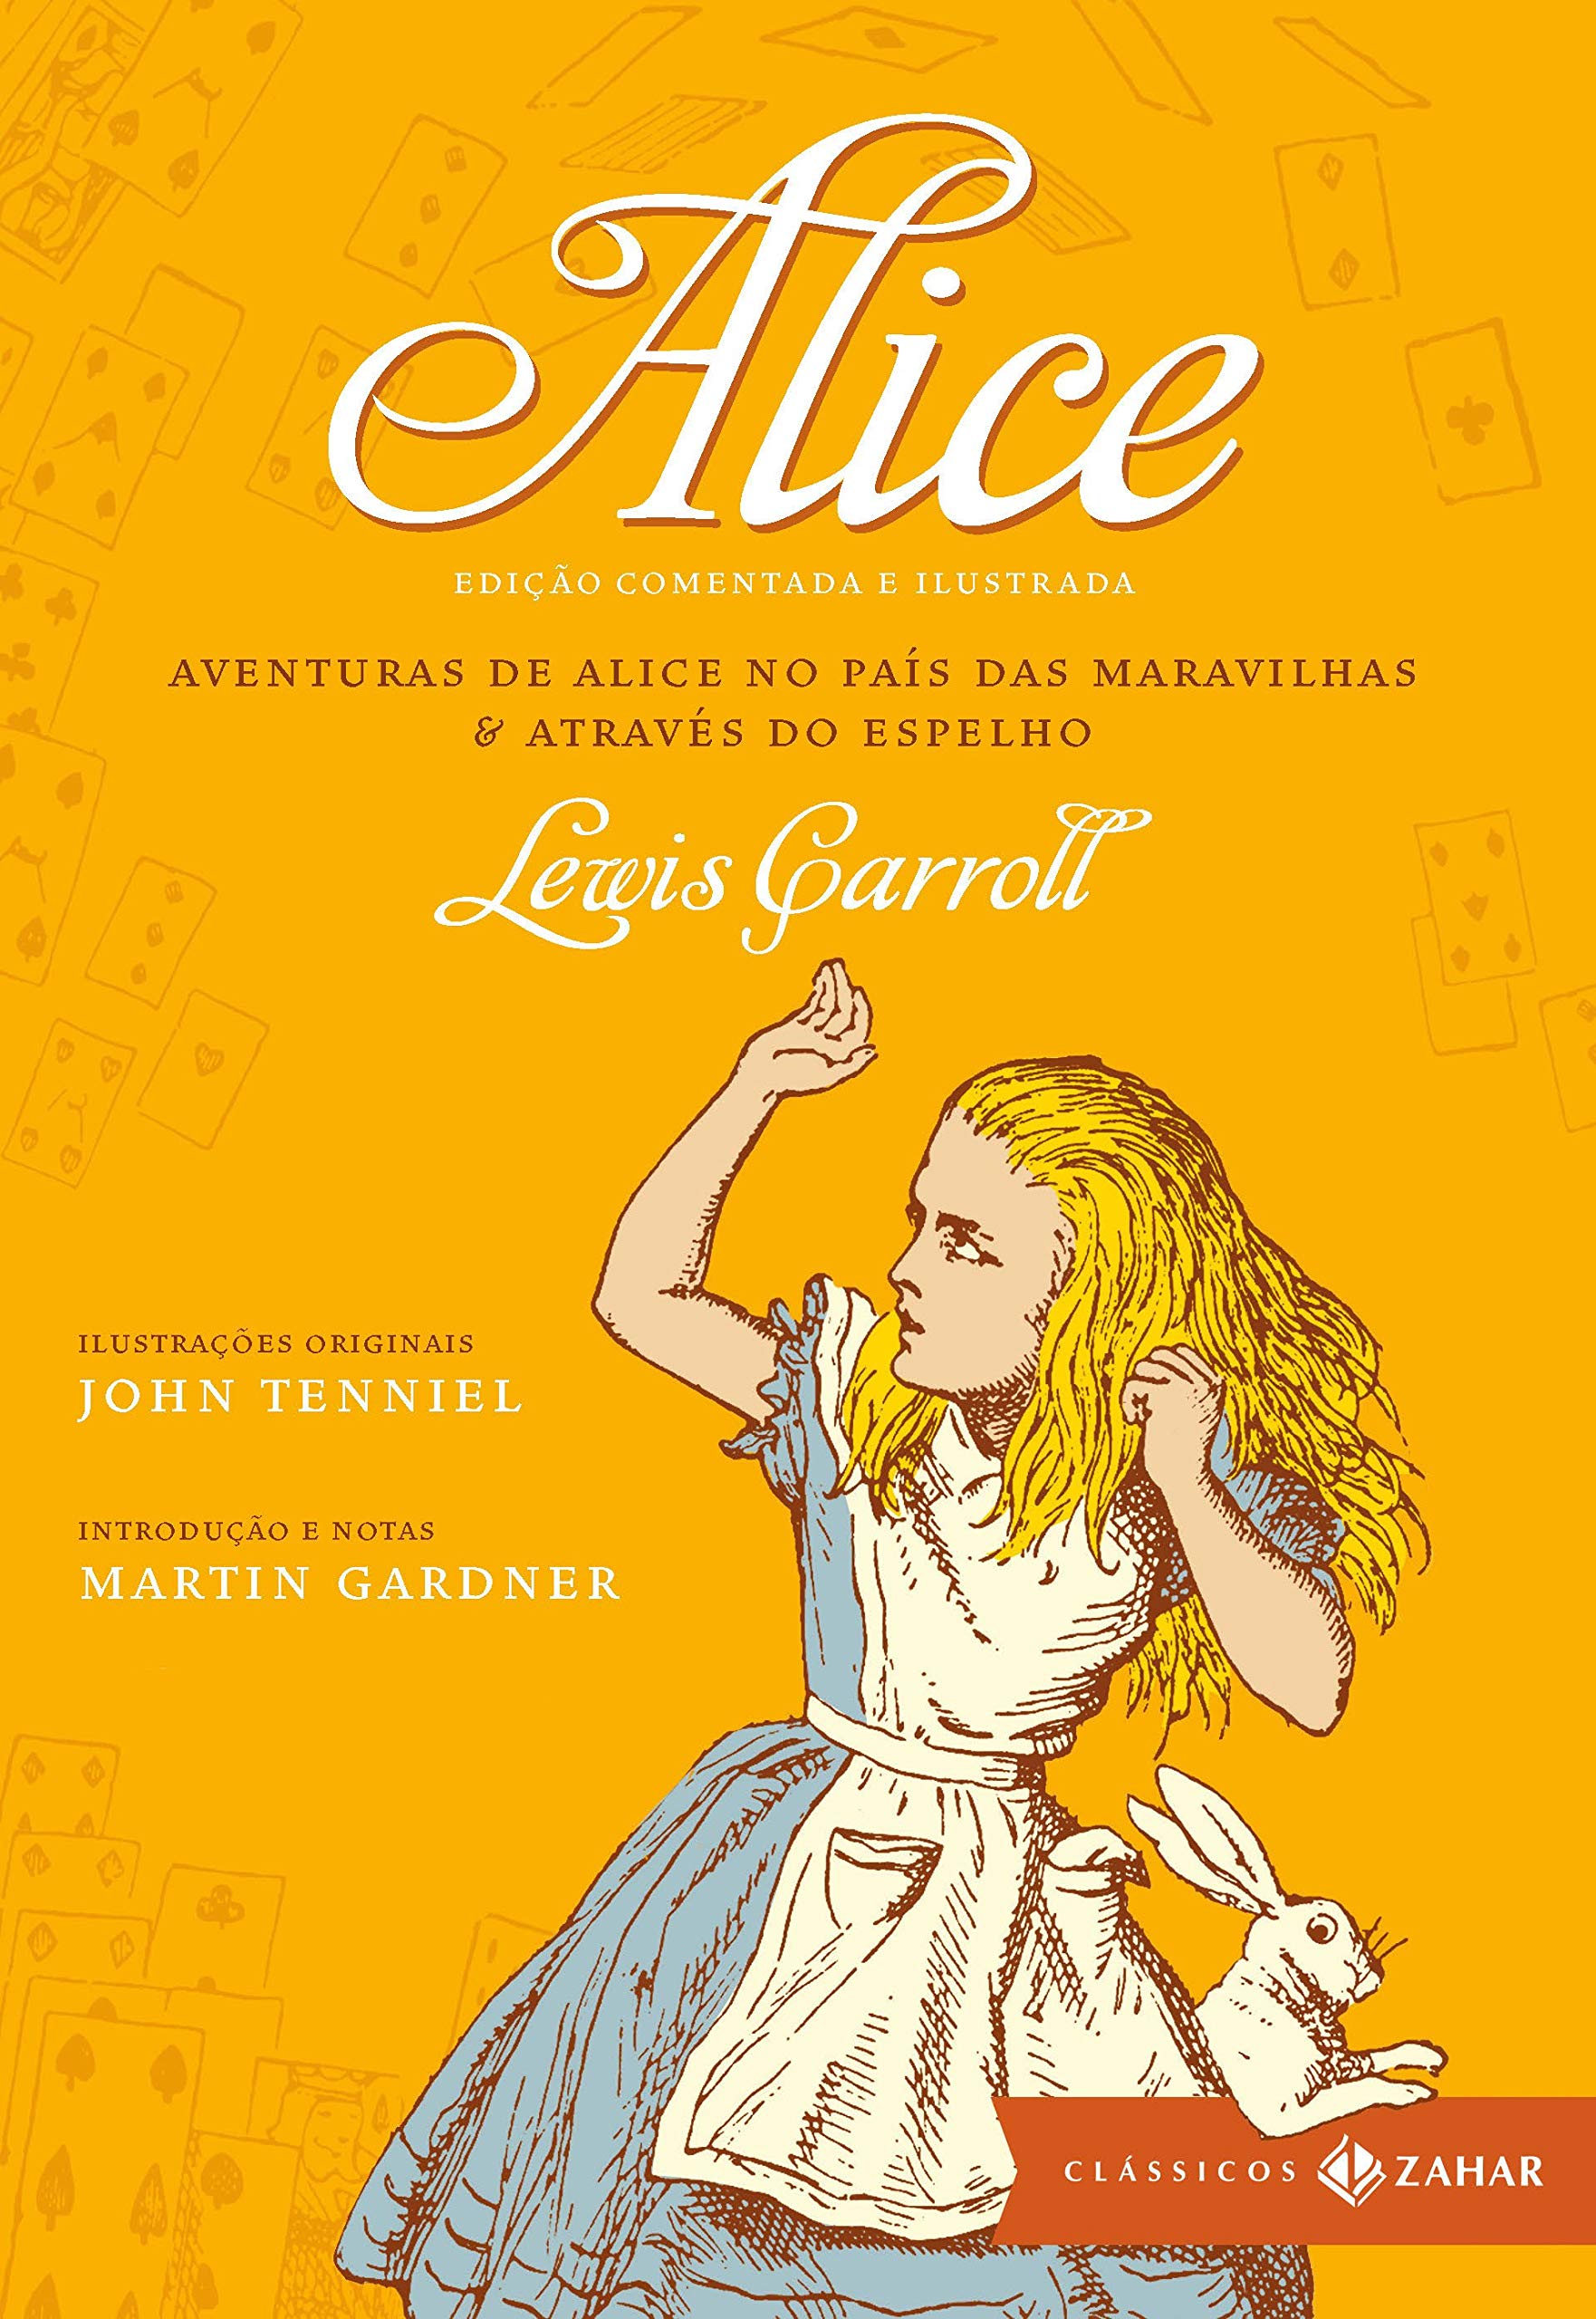 Alice
EDIÇÃO COMENTADA E ILUSTRADA
AVENTURAS DE ALICE NO PAÍS DAS MARAVILHAS
& ATRAVÉS DO ESPELHO
Lewis Carroll
ILUSTRAÇÕES ORIGINAIS
JOHN TENNIEL
INTRODUÇÃO E NOTAS
MARTIN GARDNER
CLÁSSICOS ZAHAR